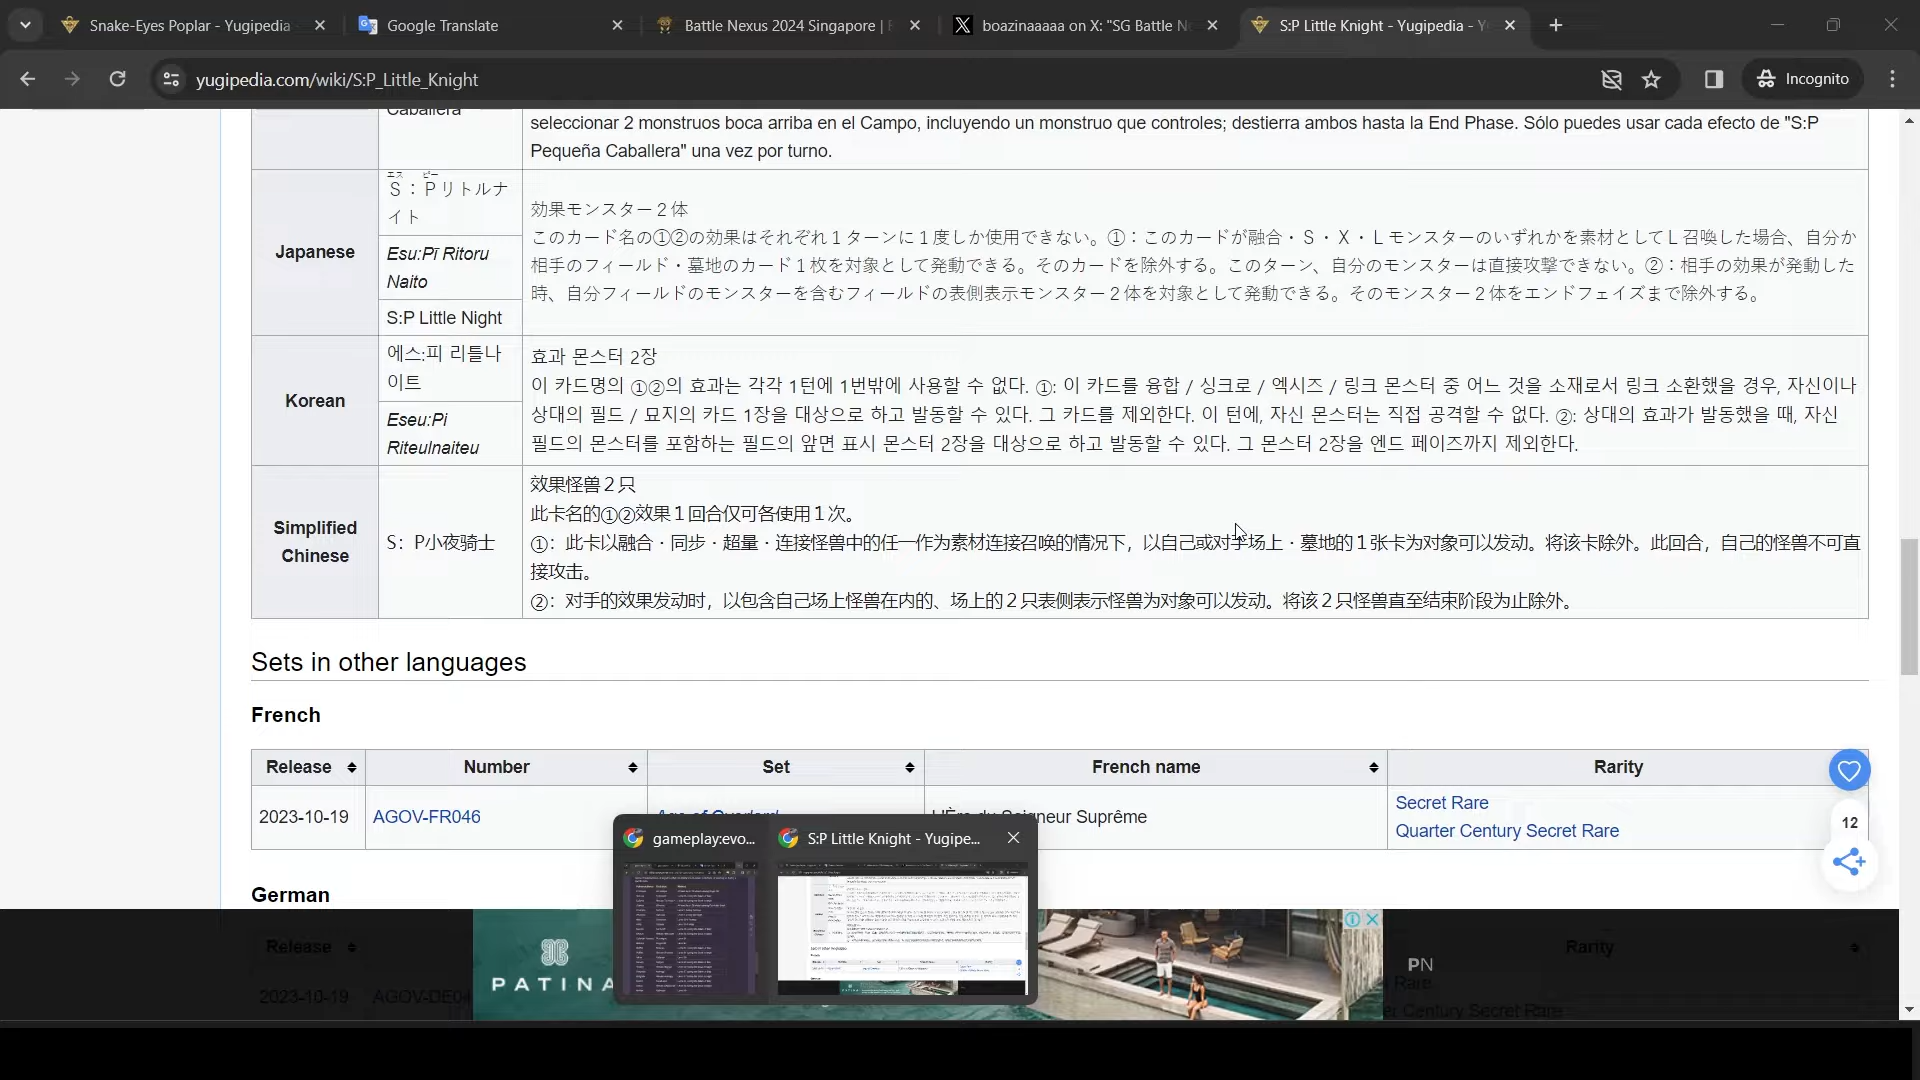 Snake-Eyes Poplar - Yugipedia
Google Translate
Battle Nexus 2024 Singapore |
boazinaaaaa on X: "SG Battle N
S:P Little Knight - Yugipedia - Y
yugipedia.com/wiki/S:P_Little_Knight
Incognito
Caballera
seleccionar 2 monstruos boca arriba en el Campo, incluyendo un monstruo que controles; destierra ambos hasta la End Phase. Sólo puedes usar cada efecto de "S:P
Pequeña Caballera" una vez por turno.
Japanese
エス ピー
S：Pリトルナ
イト
Esu:Pī Ritoru
Naito
S:P Little Night
効果モンスター２体
このカード名の①②の効果はそれぞれ１ターンに１度しか使用できない。①：このカードが融合・Ｓ・Ｘ・Ｌモンスターのいずれかを素材としてＬ召喚した場合、自分か
相手のフィールド・墓地のカード１枚を対象として発動できる。そのカードを除外する。このターン、自分のモンスターは直接攻撃できない。②：相手の効果が発動した
時、自分フィールドのモンスターを含むフィールドの表側表示モンスター２体を対象として発動できる。そのモンスター２体をエンドフェイズまで除外する。
Korean
에스:피 리틀나
이트
Eseu:Pi
Riteulnaiteu
효과 몬스터 2장
이 카드명의 ①②의 효과는 각각 1턴에 1번밖에 사용할 수 없다. ①: 이 카드를 융합 / 싱크로 / 엑시즈 / 링크 몬스터 중 어느 것을 소재로서 링크 소환했을 경우, 자신이나
상대의 필드 / 묘지의 카드 1장을 대상으로 하고 발동할 수 있다. 그 카드를 제외한다. 이 턴에, 자신 몬스터는 직접 공격할 수 없다. ②: 상대의 효과가 발동했을 때, 자신
필드의 몬스터를 포함하는 필드의 앞면 표시 몬스터 2장을 대상으로 하고 발동할 수 있다. 그 몬스터 2장을 엔드 페이즈까지 제외한다.
Simplified
Chinese
S：P小夜骑士
效果怪兽２只
此卡名的①②效果１回合仅可各使用１次。
①：此卡以融合・同步・超量・连接怪兽中的任一作为素材连接召唤的情况下，以自己或对手场上・墓地的１张卡为对象可以发动。将该卡除外。此回合，自己的怪兽不可直
接攻击。
②：对手的效果发动时，以包含自己场上怪兽在内的、场上的２只表侧表示怪兽为对象可以发动。将该２只怪兽直至结束阶段为止除外。
Sets in other languages
French
Release Number Set French name Rarity
2023-10-19 AGOV-FR046 Age of Overlord L'Ère du Seigneur Suprême Secret Rare
Quarter Century Secret Rare
12
gameplay:evo...
S:P Little Knight - Yugipe...
German
Release Rarity
2023-10-19 AGOV-DE04
PATINA
PN
Rare
Century Secret Rare